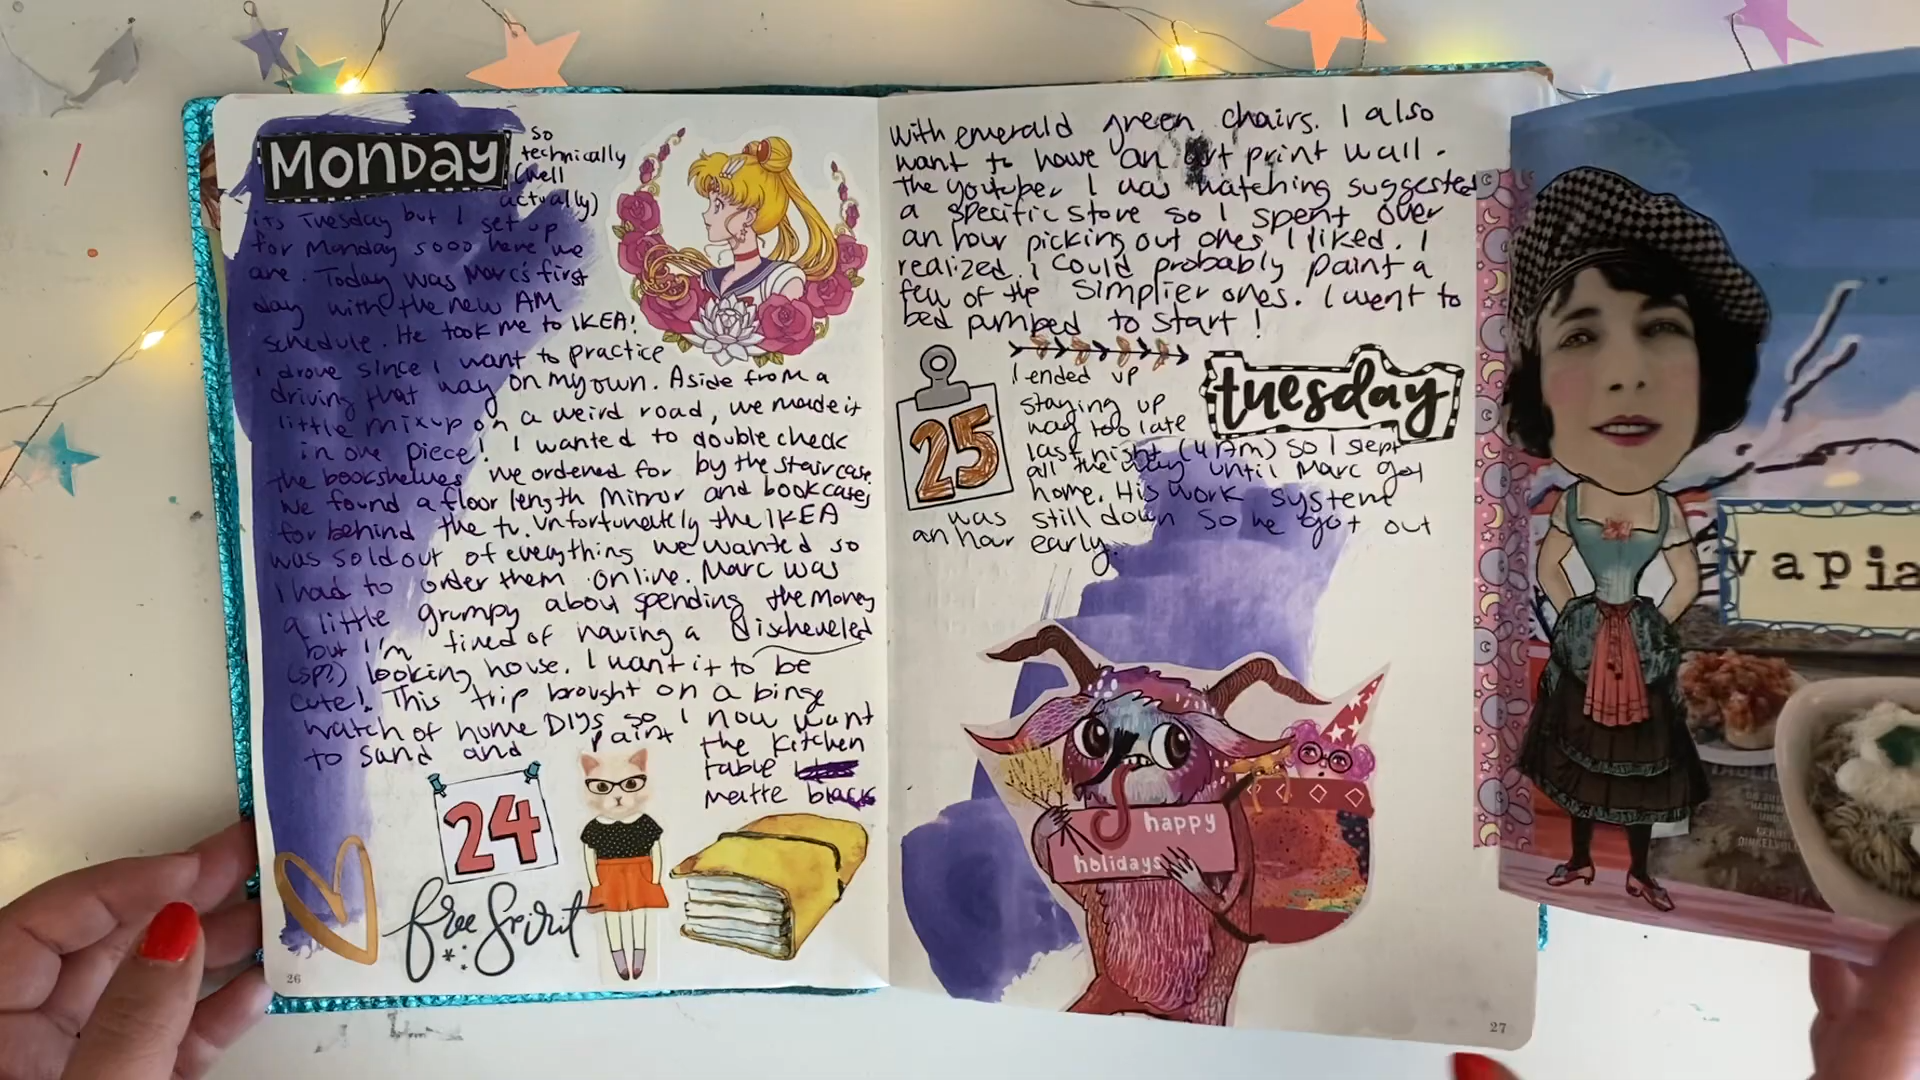 Monday
so
technically
(well
actually)
its Tuesday but I set up
for Monday sooo here we
are. Today was Marc's first
day with the new AM
schedule. He took me to IKEA!
I drove since I want to practice
driving that way on my own. Aside from a
little mixup on a weird road, we made it
in one piece! I wanted to double check
the bookshelves we ordered for by the staircase.
We found a floor length mirror and bookcases
for behind the tv. Unfortunately the IKEA
was sold out of everything we wanted so
I had to order them online. Marc was
a little grumpy about spending the money
but I'm tired of having a discheveled
(sp?) looking house. I want it to be
cute! This trip brought on a binge
watch of home DIYs so I now want
to sand and paint the kitchen
table
matte black
24
free Spirit
26
with emerald green chairs. I also
want to have an art print wall.
the youtuber I was watching suggested
a specific store so I spent over
an hour picking out ones I liked. I
realized I could probably paint a
few of the simplier ones. I went to
bed pumped to start!
25
tuesday
I ended up
staying up
way too late
last night (4 AM) so I slept
all the way until Marc got
home. His work system
was still down so he got out
an hour early.
happy
holidays
27
vapia